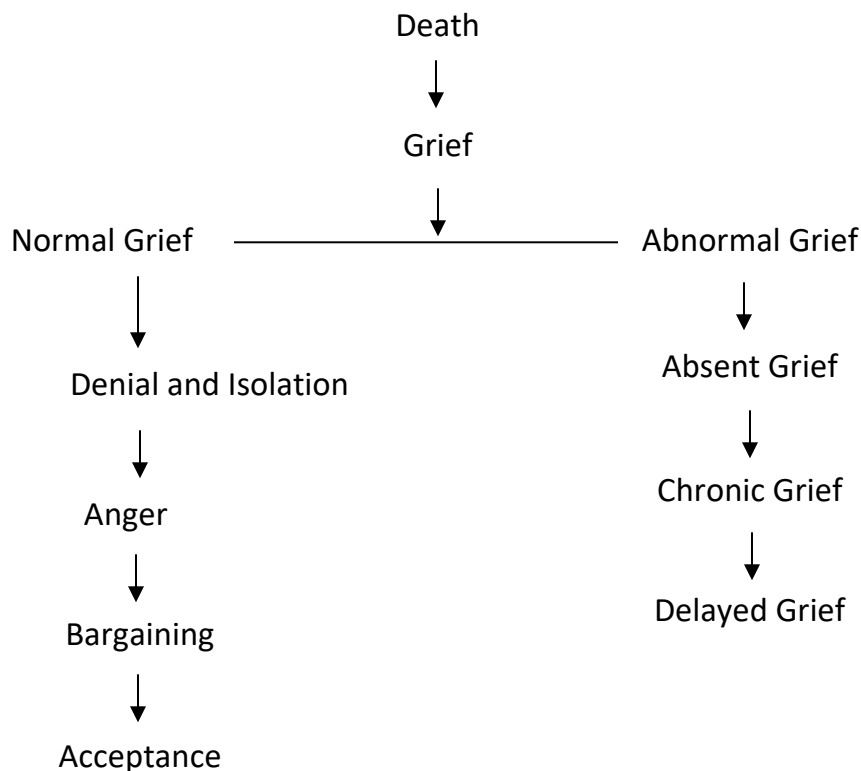 Death
Grief
Normal Grief
Abnormal Grief
Denial and Isolation
Anger
Bargaining
Acceptance
Absent Grief
Chronic Grief
Delayed Grief